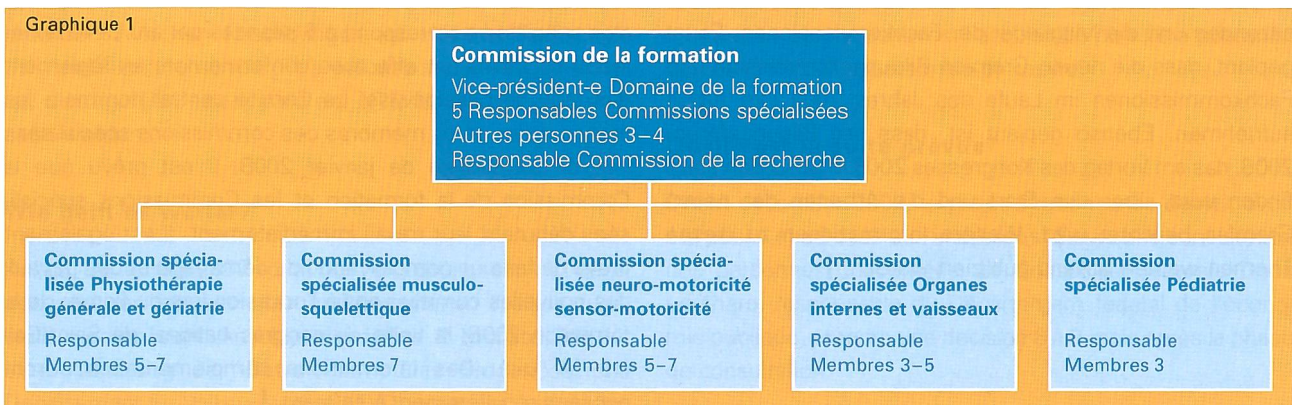 Graphique 1
Commission de la formation
Vice-président-e Domaine de la formation
5 Responsables Commissions spécialisées
Autres personnes 3–4
Responsable Commission de la recherche
Commission spécia-
lisée Physiothérapie
générale et gériatrie
Responsable
Membres 5–7
Commission
spécialisée musculo-
squelettique
Responsable
Membres 7
Commission spécia-
lisée neuro-motoricité
sensor-motoricité
Responsable
Membres 5–7
Commission
spécialisée Organes
internes et vaisseaux
Responsable
Membres 3–5
Commission
spécialisée Pédiatrie
Responsable
Membres 3